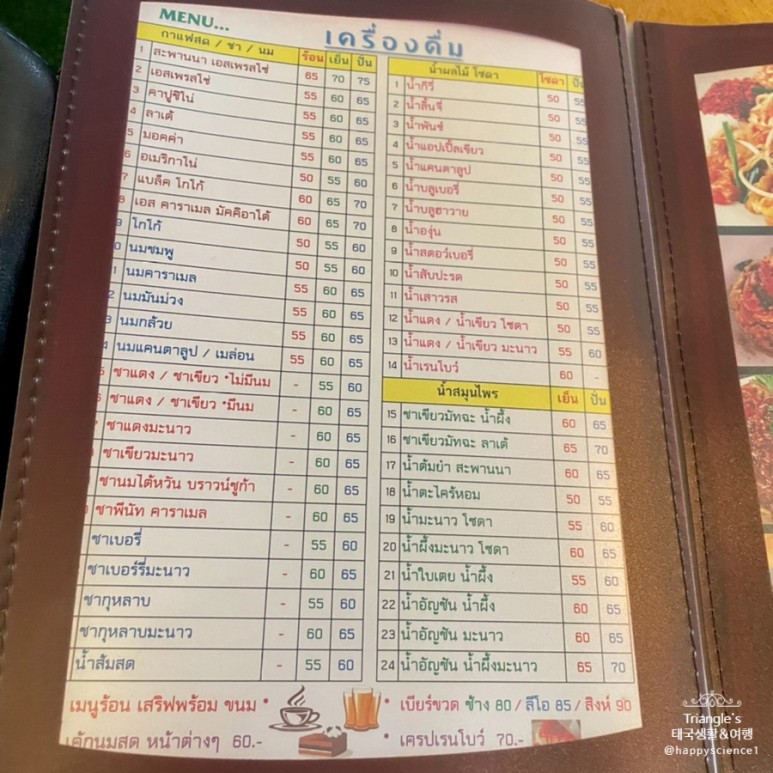 MENU...
เครื่องดื่ม
กาแฟสด / ชา / นม ร้อน เย็น ปั่น
1 สะพานนา เอสเพรสโซ่ 65 70 75
2 เอสเพรสโซ่ 55 60 65
3 คาปูชิโน่ 55 60 65
4 ลาเต้ 55 60 65
5 มอคค่า 55 60 65
6 อเมริกาโน่ 50 55 60
7 แบล็ค โกโก้ 60 65 70
8 เอส คาราเมล มัคคิอาโต้ 60 65 70
9 โกโก้ 50 55 60
0 นมชมพู 50 55 60
1 นมคาราเมล 55 60 65
2 นมมันม่วง 55 60 65
3 นมกล้วย 55 60 65
4 นมแคนตาลูป / เมล่อน 55 60 65
5 ชาแดง / ชาเขียว *ไม่มีนม - 55 60
6 ชาแดง / ชาเขียว *มีนม - 60 65
ชาแดงมะนาว - 60 65
ชาเขียวมะนาว - 60 65
ชานมไต้หวัน บราวน์ชูก้า - 60 65
ชาพีนัท คาราเมล - 60 65
ชาเบอรี่ - 55 60
ชาเบอร์รี่มะนาว - 60 65
ชากุหลาบ - 55 60
ชากุหลาบมะนาว - 60 65
น้ำส้มสด - 55 60
น้ำผลไม้ โซดา โซดา ปั่น
1 น้ำกีวี่ 50 55
2 น้ำลิ้นจี่ 50 55
3 น้ำพันช์ 50 55
4 น้ำแอปเปิ้ลเขียว 50 55
5 น้ำแคนตาลูป 50 55
6 น้ำบลูเบอรี่ 50 55
7 น้ำบลูฮาวาย 50 55
8 น้ำองุ่น 50 55
9 น้ำสตอว์เบอรี่ 50 55
10 น้ำสับปะรด 50 55
11 น้ำเสาวรส 50 55
12 น้ำแดง / น้ำเขียว โซดา 50 55
13 น้ำแดง / น้ำเขียว มะนาว 55 60
14 น้ำเรนโบว์ 60 -
น้ำสมุนไพร เย็น ปั่น
15 ชาเขียวมัทฉะ น้ำผึ้ง 60 65
16 ชาเขียวมัทฉะ ลาเต้ 65 70
17 น้ำต้มยำ สะพานนา 60 65
18 น้ำตะไคร้หอม 50 55
19 น้ำมะนาว โซดา 55 60
20 น้ำผึ้งมะนาว โซดา 60 65
21 น้ำใบเตย น้ำผึ้ง 55 60
22 น้ำอัญชัน น้ำผึ้ง 60 65
23 น้ำอัญชัน มะนาว 60 65
24 น้ำอัญชัน น้ำผึ้งมะนาว 65 70
เมนูร้อน เสริฟพร้อม ขนม *
* เบียร์ขวด ช้าง 80 / ลีโอ 85 / สิงห์ 90
เค้กนมสด หน้าต่างๆ 60.-
* เครปเรนโบว์ 70.-
Triangle's
태국생활&여행
@happyscience1